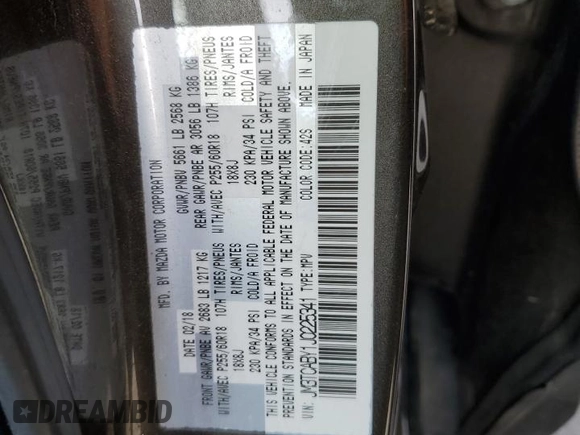 MFD. BY MAZDA MOTOR CORPORATION
DATE 02/18 GVWR/PNBV 5661 LB 2568 KG
FRONT GAWR/PNBE AV 2683 LB 1217 KG REAR GAWR/PNBE AR 3056 LB 1386 KG
WITH/AVEC P255/60R18 107H TIRES/PNEUS WITH/AVEC P255/60R18 107H TIRES/PNEUS
18X8J RIMS/JANTES 18X8J RIMS/JANTES
230 KPA/34 PSI COLD/A FROID 230 KPA/34 PSI COLD/A FROID
THIS VEHICLE CONFORMS TO ALL APPLICABLE FEDERAL MOTOR VEHICLE SAFETY AND THEFT
PREVENTION STANDARDS IN EFFECT ON THE DATE OF MANUFACTURE SHOWN ABOVE.
VIN: JM3TCABY1J0225341 TYPE:MPV COLOR CODE:42S MADE IN JAPAN
DREAMBID